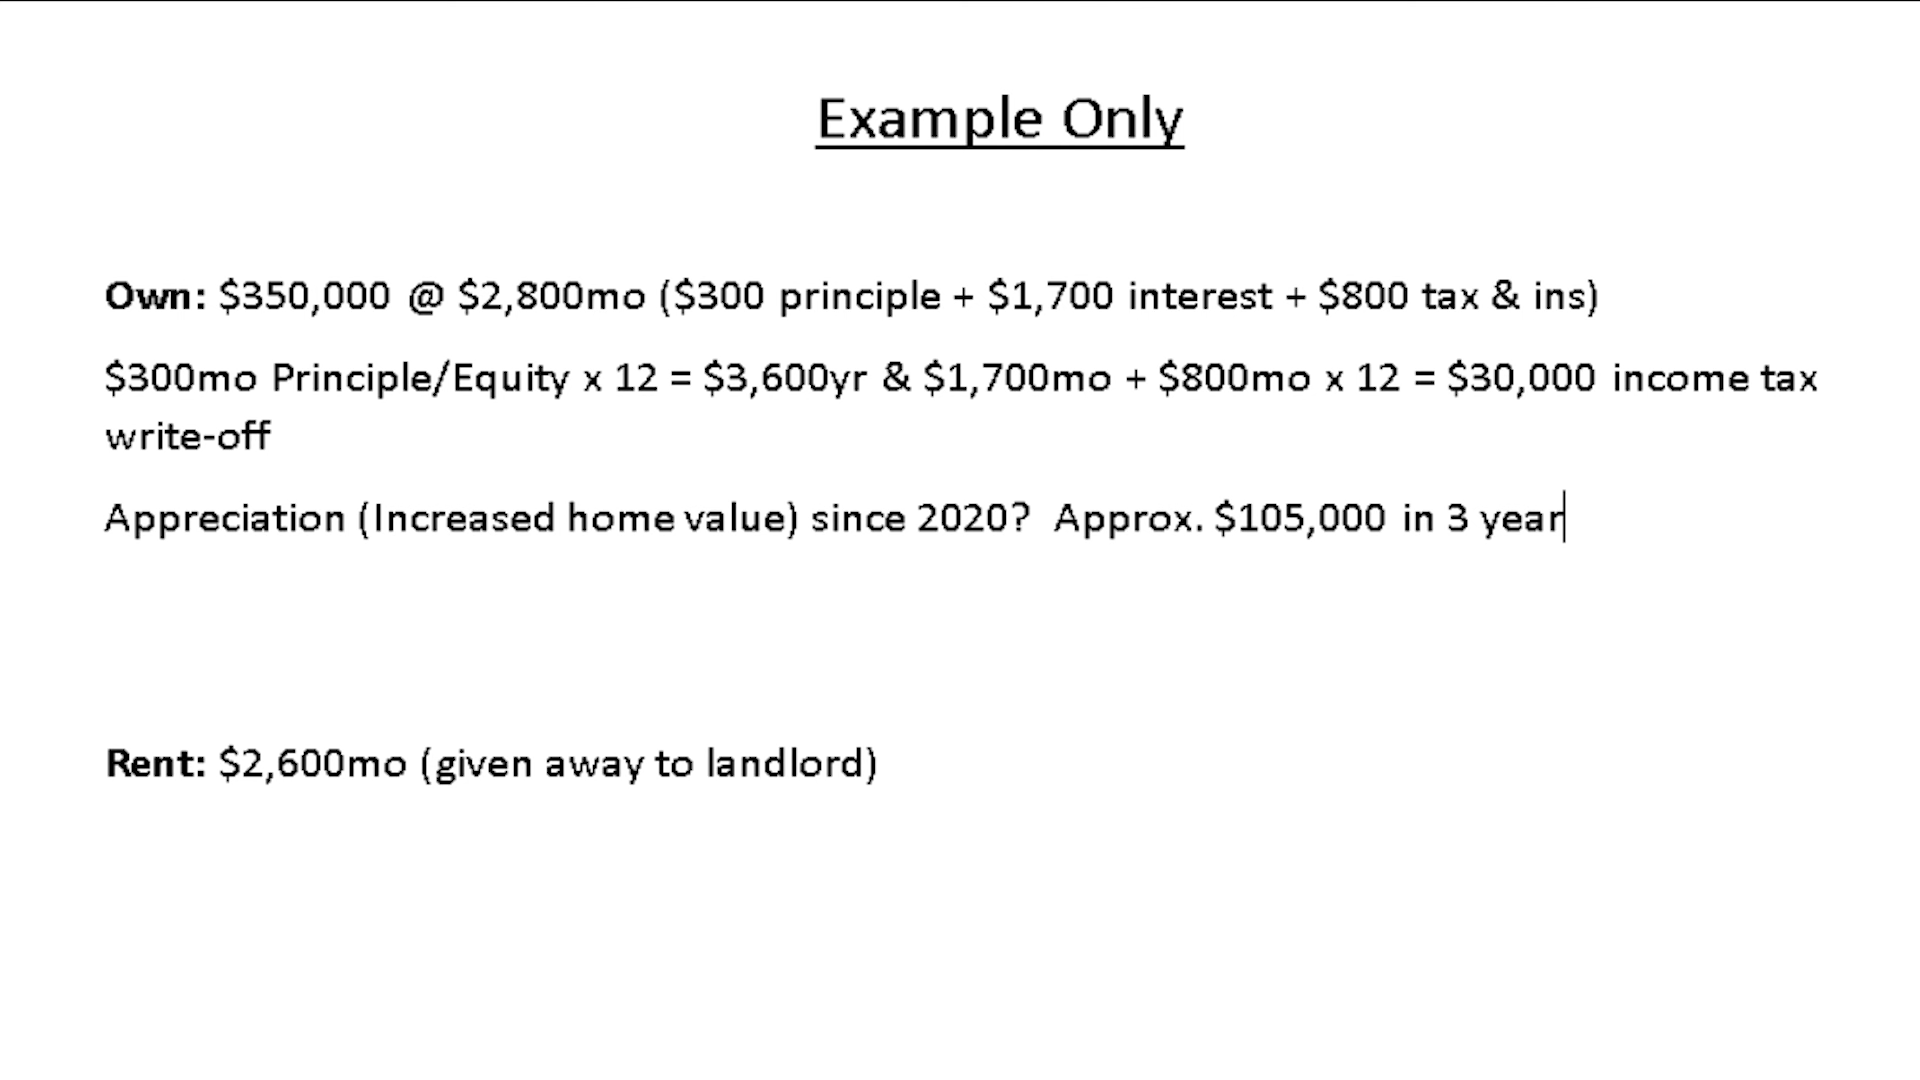 Example Only
Own: $350,000 @ $2,800mo ($300 principle + $1,700 interest + $800 tax & ins)
$300mo Principle/Equity x 12 = $3,600yr & $1,700mo + $800mo x 12 = $30,000 income tax
write-off
Appreciation (Increased home value) since 2020?  Approx. $105,000 in 3 year
Rent: $2,600mo (given away to landlord)